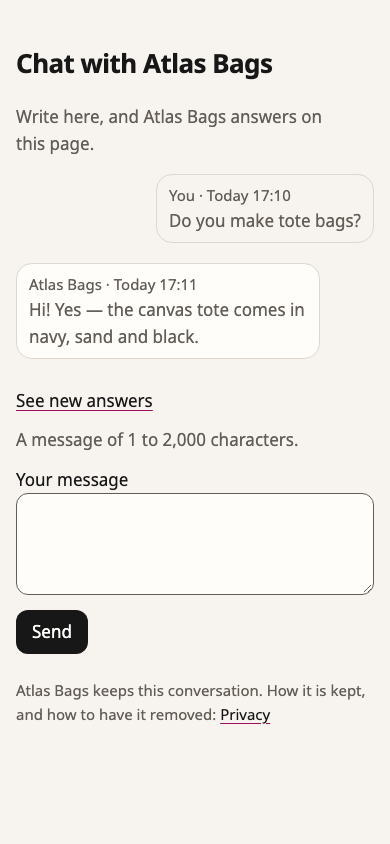 Chat with Atlas Bags
Write here, and Atlas Bags answers on
this page.
You · Today 17:10
Do you make tote bags?
Atlas Bags · Today 17:11
Hi! Yes — the canvas tote comes in
navy, sand and black.
See new answers
A message of 1 to 2,000 characters.
Your message
Send
Atlas Bags keeps this conversation. How it is kept,
and how to have it removed: Privacy